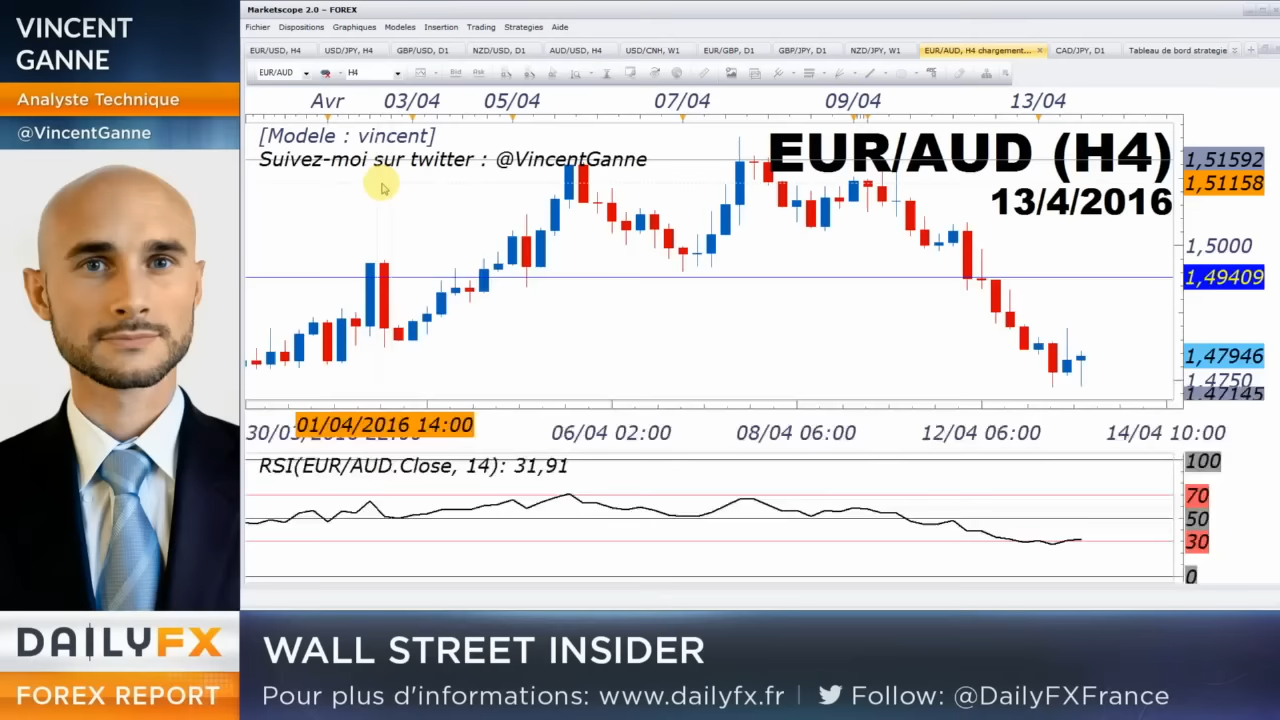 VINCENT
GANNE
Analyste Technique
@VincentGanne
Marketscope 2.0 – FOREX
Fichier Dispositions Graphiques Modeles Insertion Trading Strategies Aide
EUR/USD, H4 USD/JPY, H4 GBP/USD, D1 NZD/USD, D1 AUD/USD, H4 USD/CNH, W1 EUR/GBP, D1 GBP/JPY, D1 NZD/JPY, W1 EUR/AUD, H4 chargement... CAD/JPY, D1 Tableau de bord strategie
EUR/AUD H4 Bid Ask
Avr 03/04 05/04 07/04 09/04 13/04
[Modele : vincent]
Suivez-moi sur twitter : @VincentGanne
EUR/AUD (H4)
13/4/2016
1,51592
1,51158
1,5000
1,49409
1,47946
1,4750
1,47145
01/04/2016 14:00
06/04 02:00 08/04 06:00 12/04 06:00 14/04 10:00
RSI(EUR/AUD.Close, 14): 31,91
100
70
50
30
0
DAILYFX
FOREX REPORT
WALL STREET INSIDER
Pour plus d'informations: www.dailyfx.fr | Follow: @DailyFXFrance